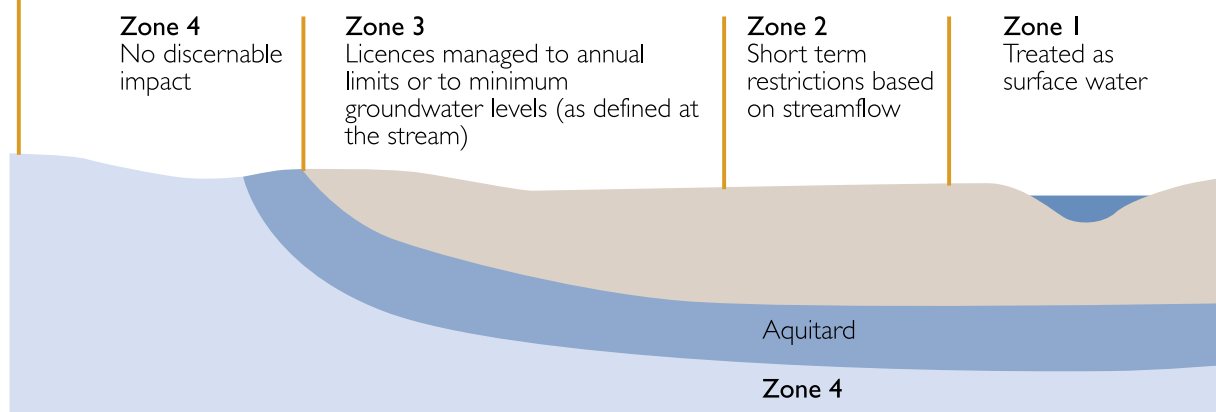 Zone 4
No discernable
impact
Zone 3
Licences managed to annual
limits or to minimum
groundwater levels (as defined at
the stream)
Zone 2
Short term
restrictions based
on streamflow
Zone 1
Treated as
surface water
Aquitard
Zone 4